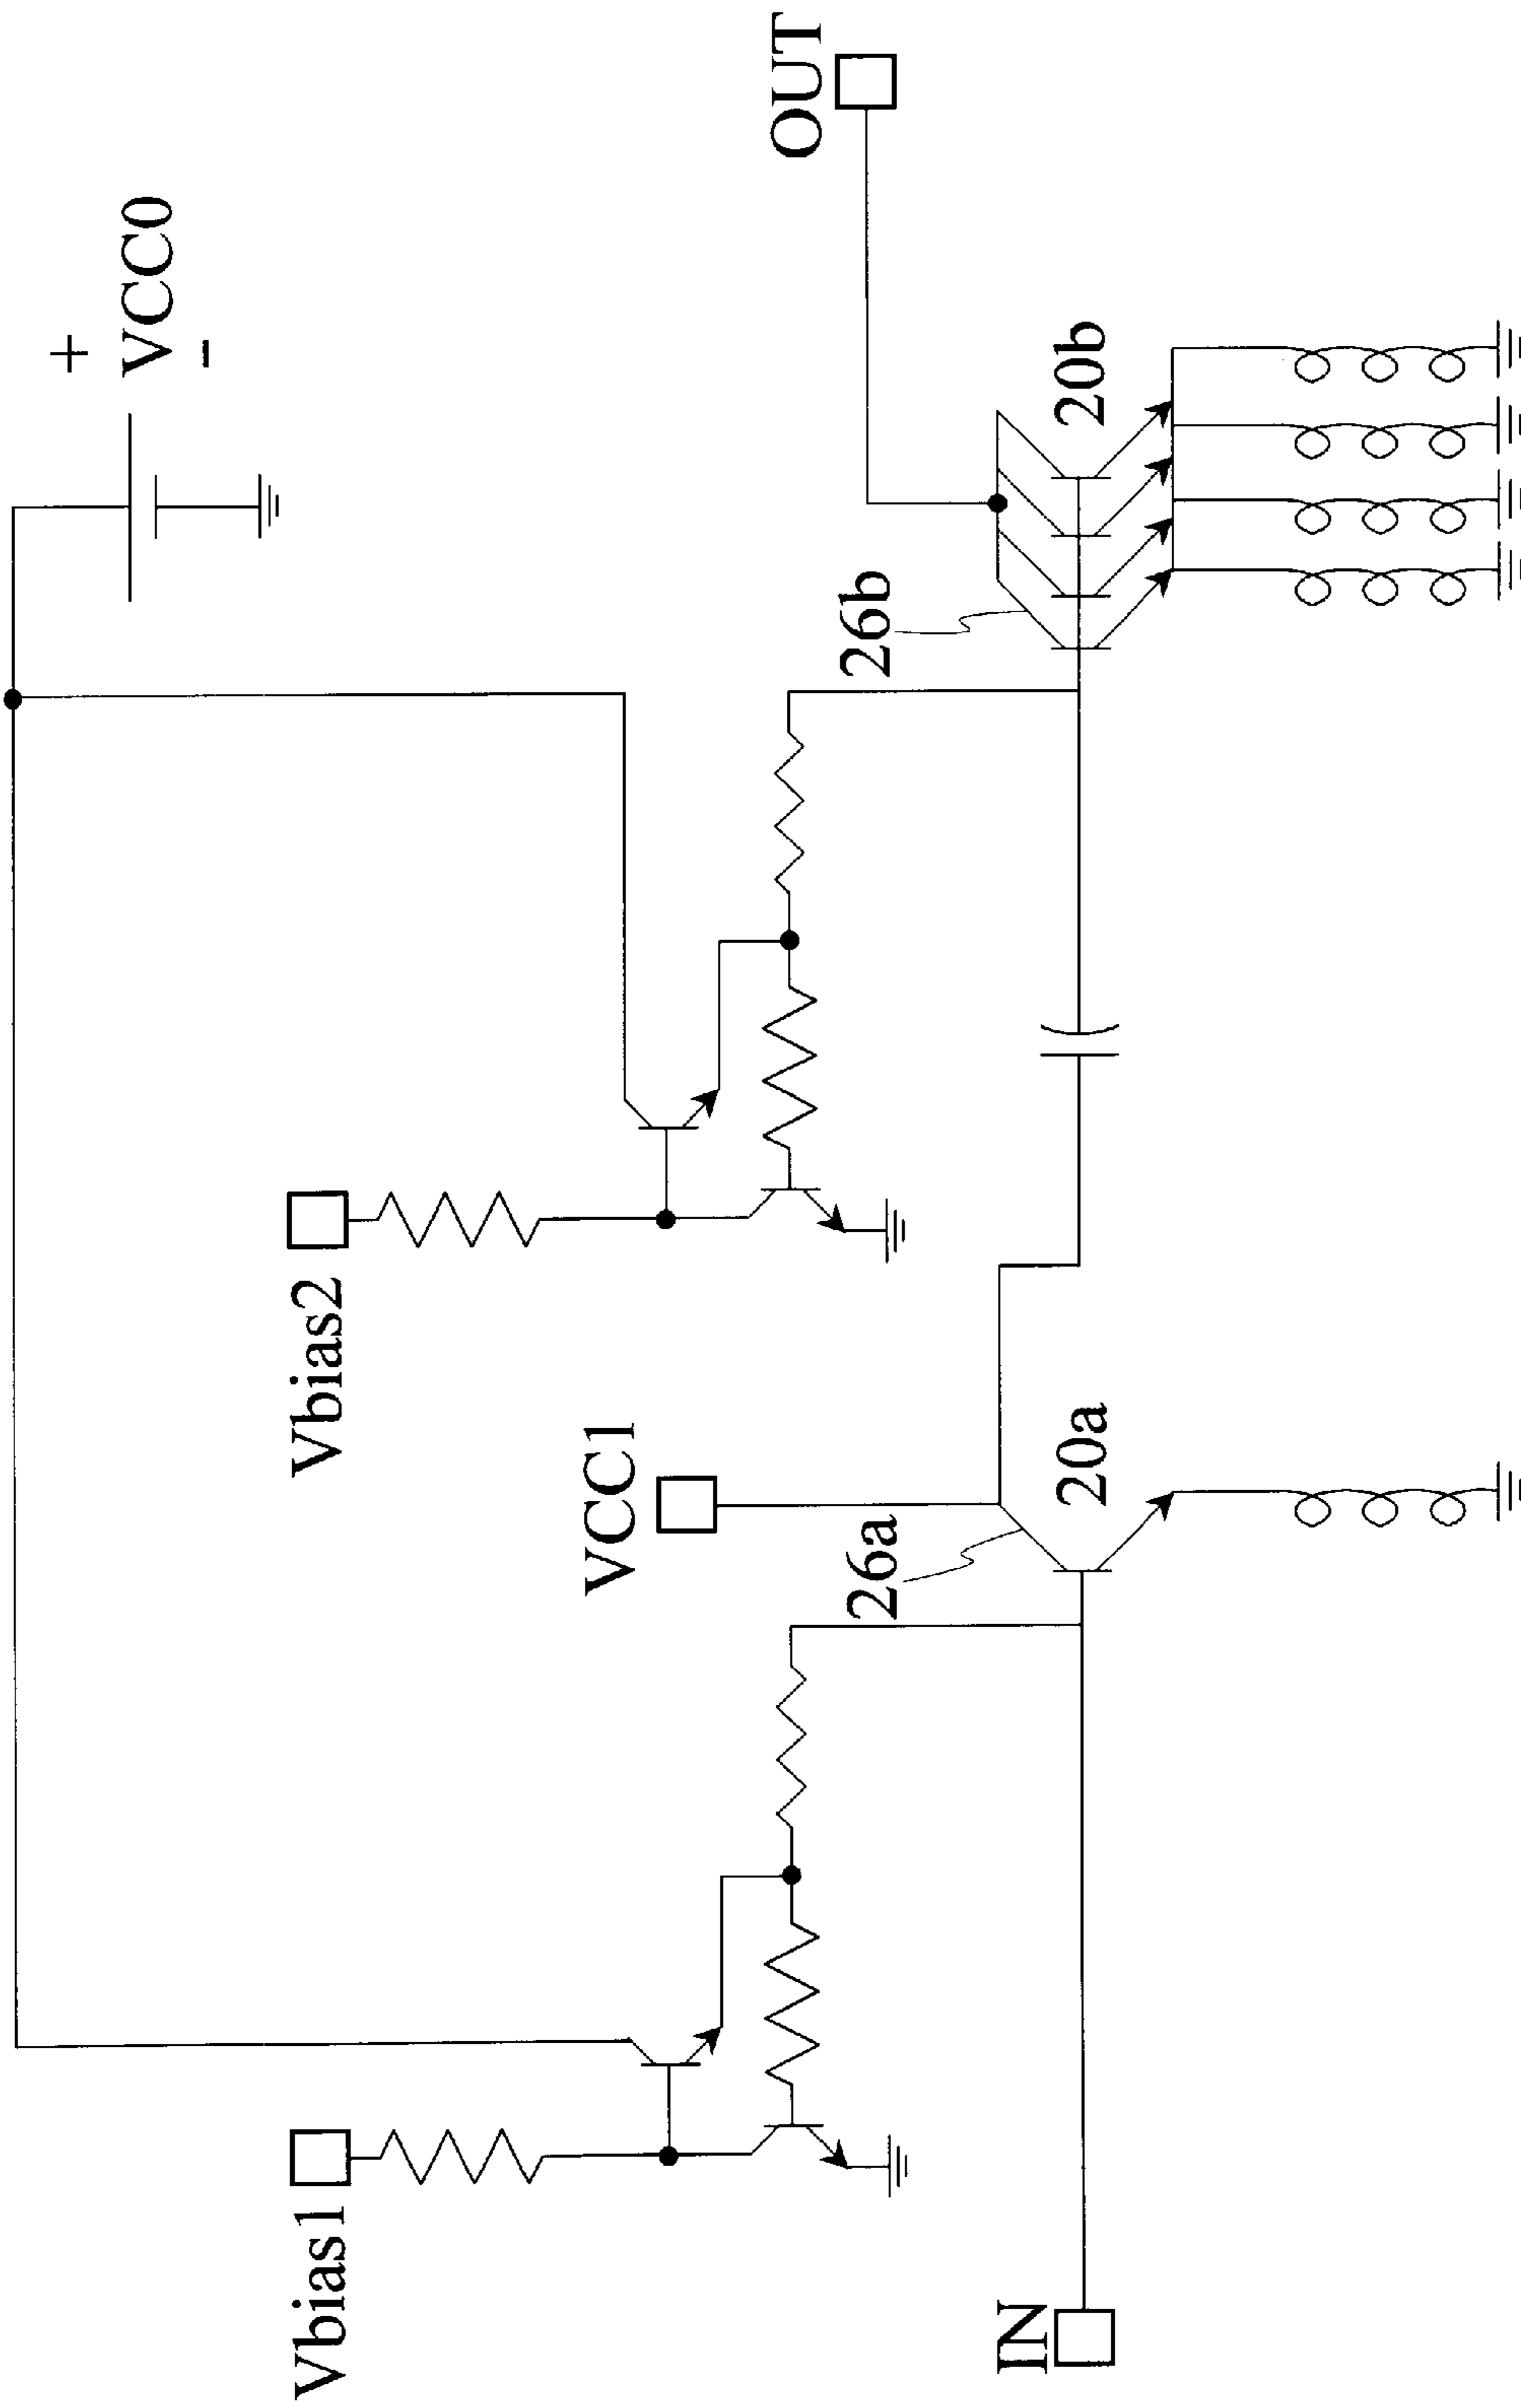 +
VCC0
-
Vbias1
Vbias2
VCC1
OUT
26a
26b
IN
20a
20b